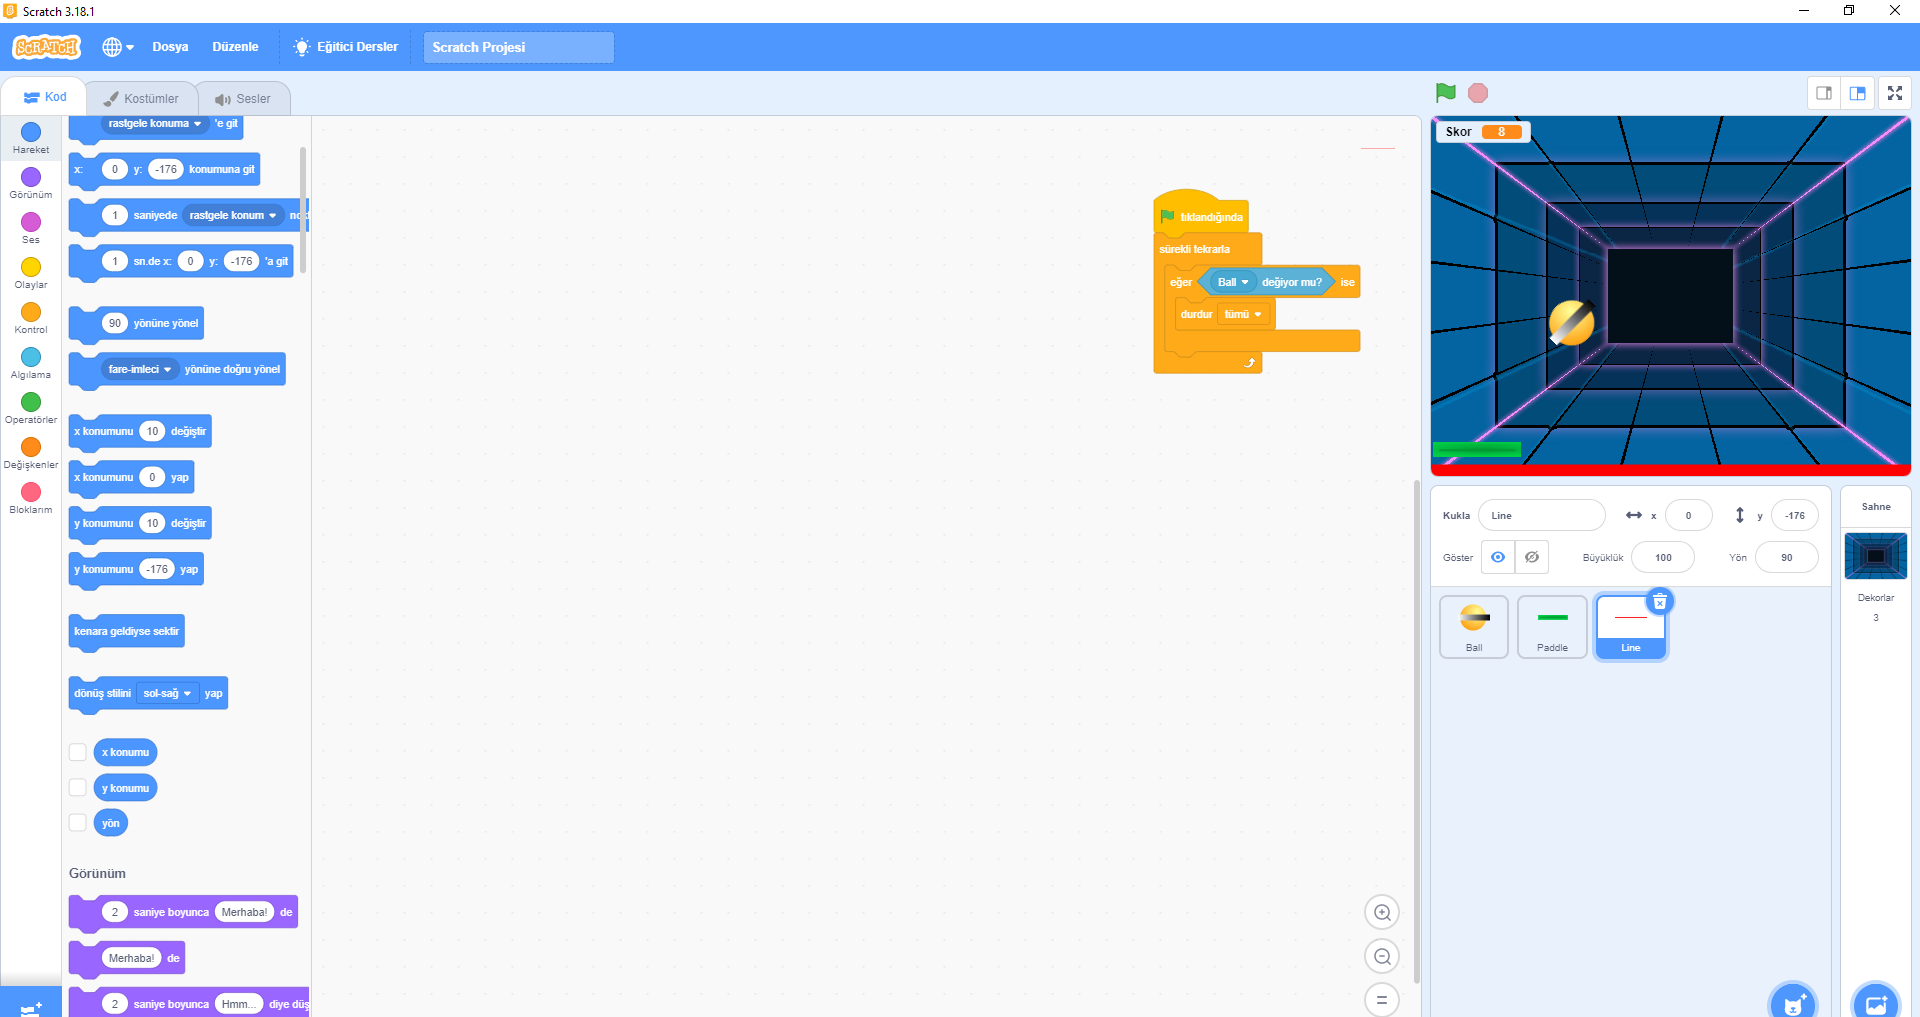 Scratch 3.18.1
SCRATCH
Dosya
Düzenle
Eğitici Dersler
Scratch Projesi
Kod
Kostümler
Sesler
Hareket
Görünüm
Ses
Olaylar
Kontrol
Algılama
Operatörler
Değişkenler
Bloklarım
rastgele konuma 'e git
x: 0 y: -176 konumuna git
1 saniyede rastgele konum
1 sn.de x: 0 y: -176 'a git
90 yönüne yönel
fare-imleci yönüne doğru yönel
x konumunu 10 değiştir
x konumunu 0 yap
y konumunu 10 değiştir
y konumunu -176 yap
kenara geldiyse sektir
dönüş stilini sol-sağ yap
x konumu
y konumu
yön
Görünüm
2 saniye boyunca Merhaba! de
Merhaba! de
2 saniye boyunca Hmm... diye düş
tıklandığında
sürekli tekrarla
eğer Ball değiyor mu? ise
durdur tümü
Skor 8
Kukla Line x 0 y -176
Göster Büyüklük 100 Yön 90
Ball
Paddle
Line
Sahne
Dekorlar
3